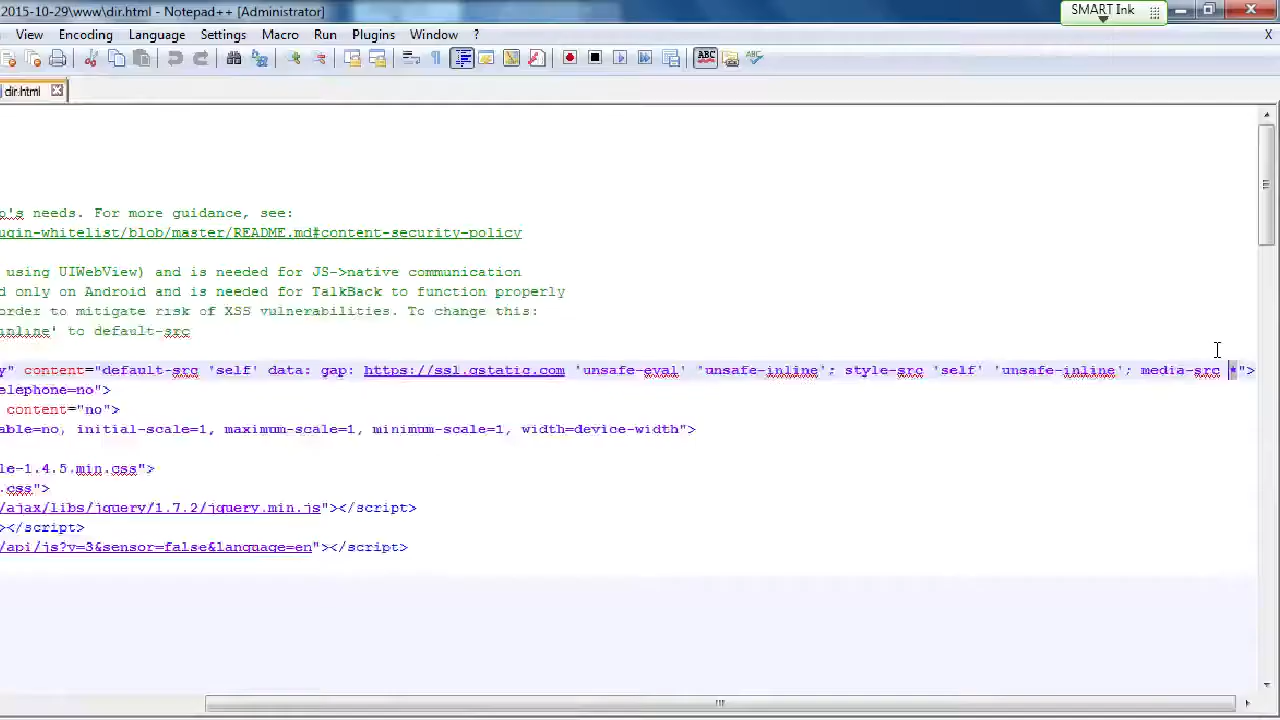 2015-10-29\www\dir.html - Notepad++ [Administrator]
SMART Ink
View Encoding Language Settings Macro Run Plugins Window ? X
dir.html
p's needs. For more guidance, see:
ugin-whitelist/blob/master/README.md#content-security-policy
using UIWebView) and is needed for JS->native communication
d only on Android and is needed for TalkBack to function properly
order to mitigate risk of XSS vulnerabilities. To change this:
inline' to default-src
y" content="default-src 'self' data: gap: https://ssl.gstatic.com 'unsafe-eval' 'unsafe-inline'; style-src 'self' 'unsafe-inline'; media-src *">
elephone=no">
content="no">
able=no, initial-scale=1, maximum-scale=1, minimum-scale=1, width=device-width">
le-1.4.5.min.css">
.css">
/ajax/libs/jquery/1.7.2/jquery.min.js"></script>
></script>
/api/js?v=3&sensor=false&language=en"></script>